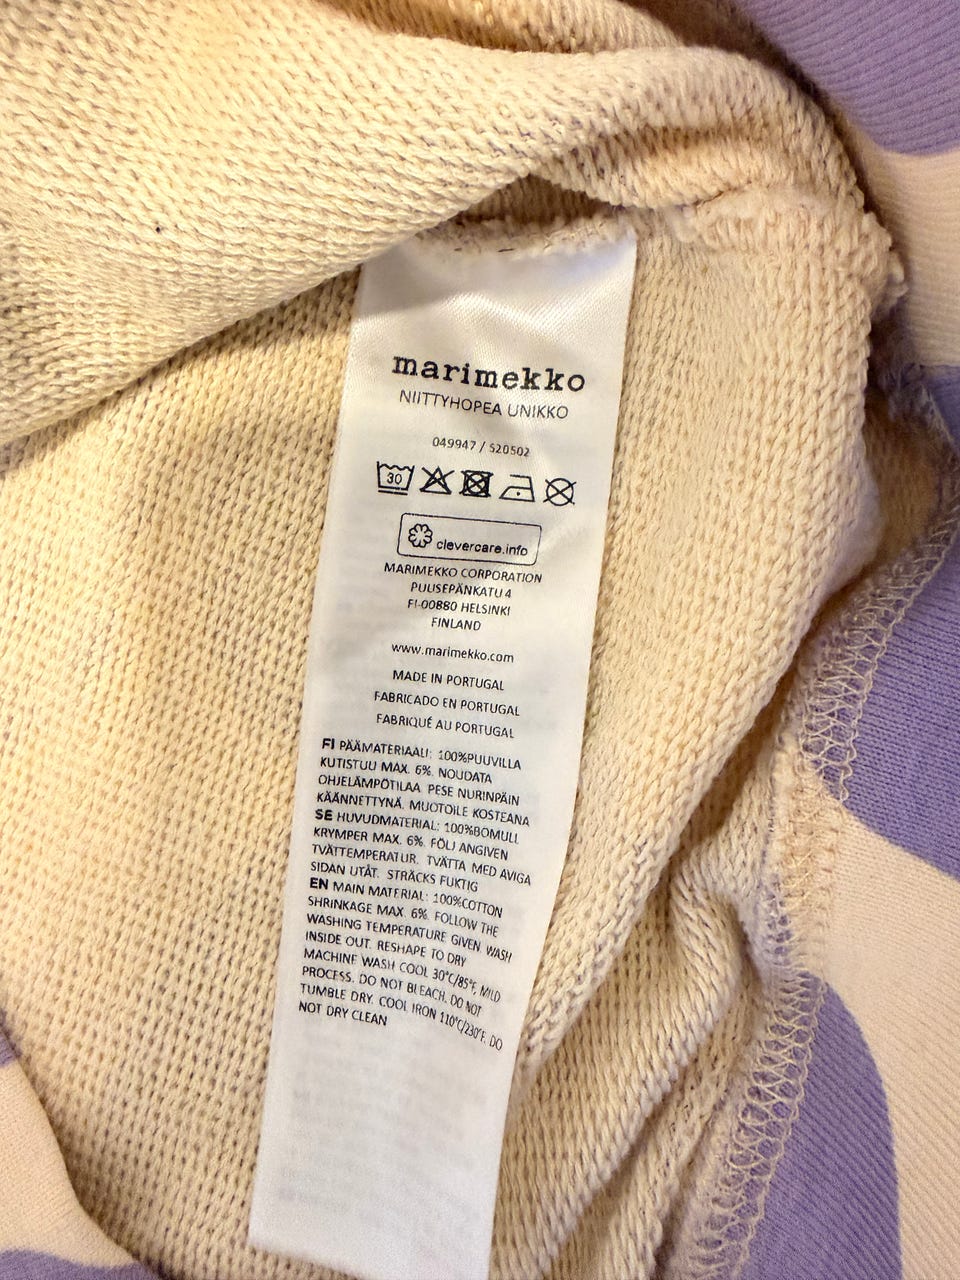 marimekko
NIITTYHOPEA UNIKKO
049947 / S20502
30
clevercare.info
MARIMEKKO CORPORATION
PUUSEPÄNKATU 4
FI-00880 HELSINKI
FINLAND
www.marimekko.com
MADE IN PORTUGAL
FABRICADO EN PORTUGAL
FABRIQUÉ AU PORTUGAL
FI PÄÄMATERIAALI: 100%PUUVILLA
KUTISTUU MAX. 6%. NOUDATA
OHJELÄMPÖTILAA. PESE NURINPÄIN
KÄÄNNETTYNÄ. MUOTOILE KOSTEANA
SE HUVUDMATERIAL: 100%BOMULL
KRYMPER MAX. 6%. FÖLJ ANGIVEN
TVÄTTEMPERATUR. TVÄTTA MED AVIGA
SIDAN UTÅT. STRÄCKS FUKTIG
EN MAIN MATERIAL: 100%COTTON
SHRINKAGE MAX. 6%. FOLLOW THE
WASHING TEMPERATURE GIVEN. WASH
INSIDE OUT. RESHAPE TO DRY
MACHINE WASH COOL 30°C/85°F, MILD
PROCESS. DO NOT BLEACH. DO NOT
TUMBLE DRY. COOL IRON 110°C/230°F. DO
NOT DRY CLEAN